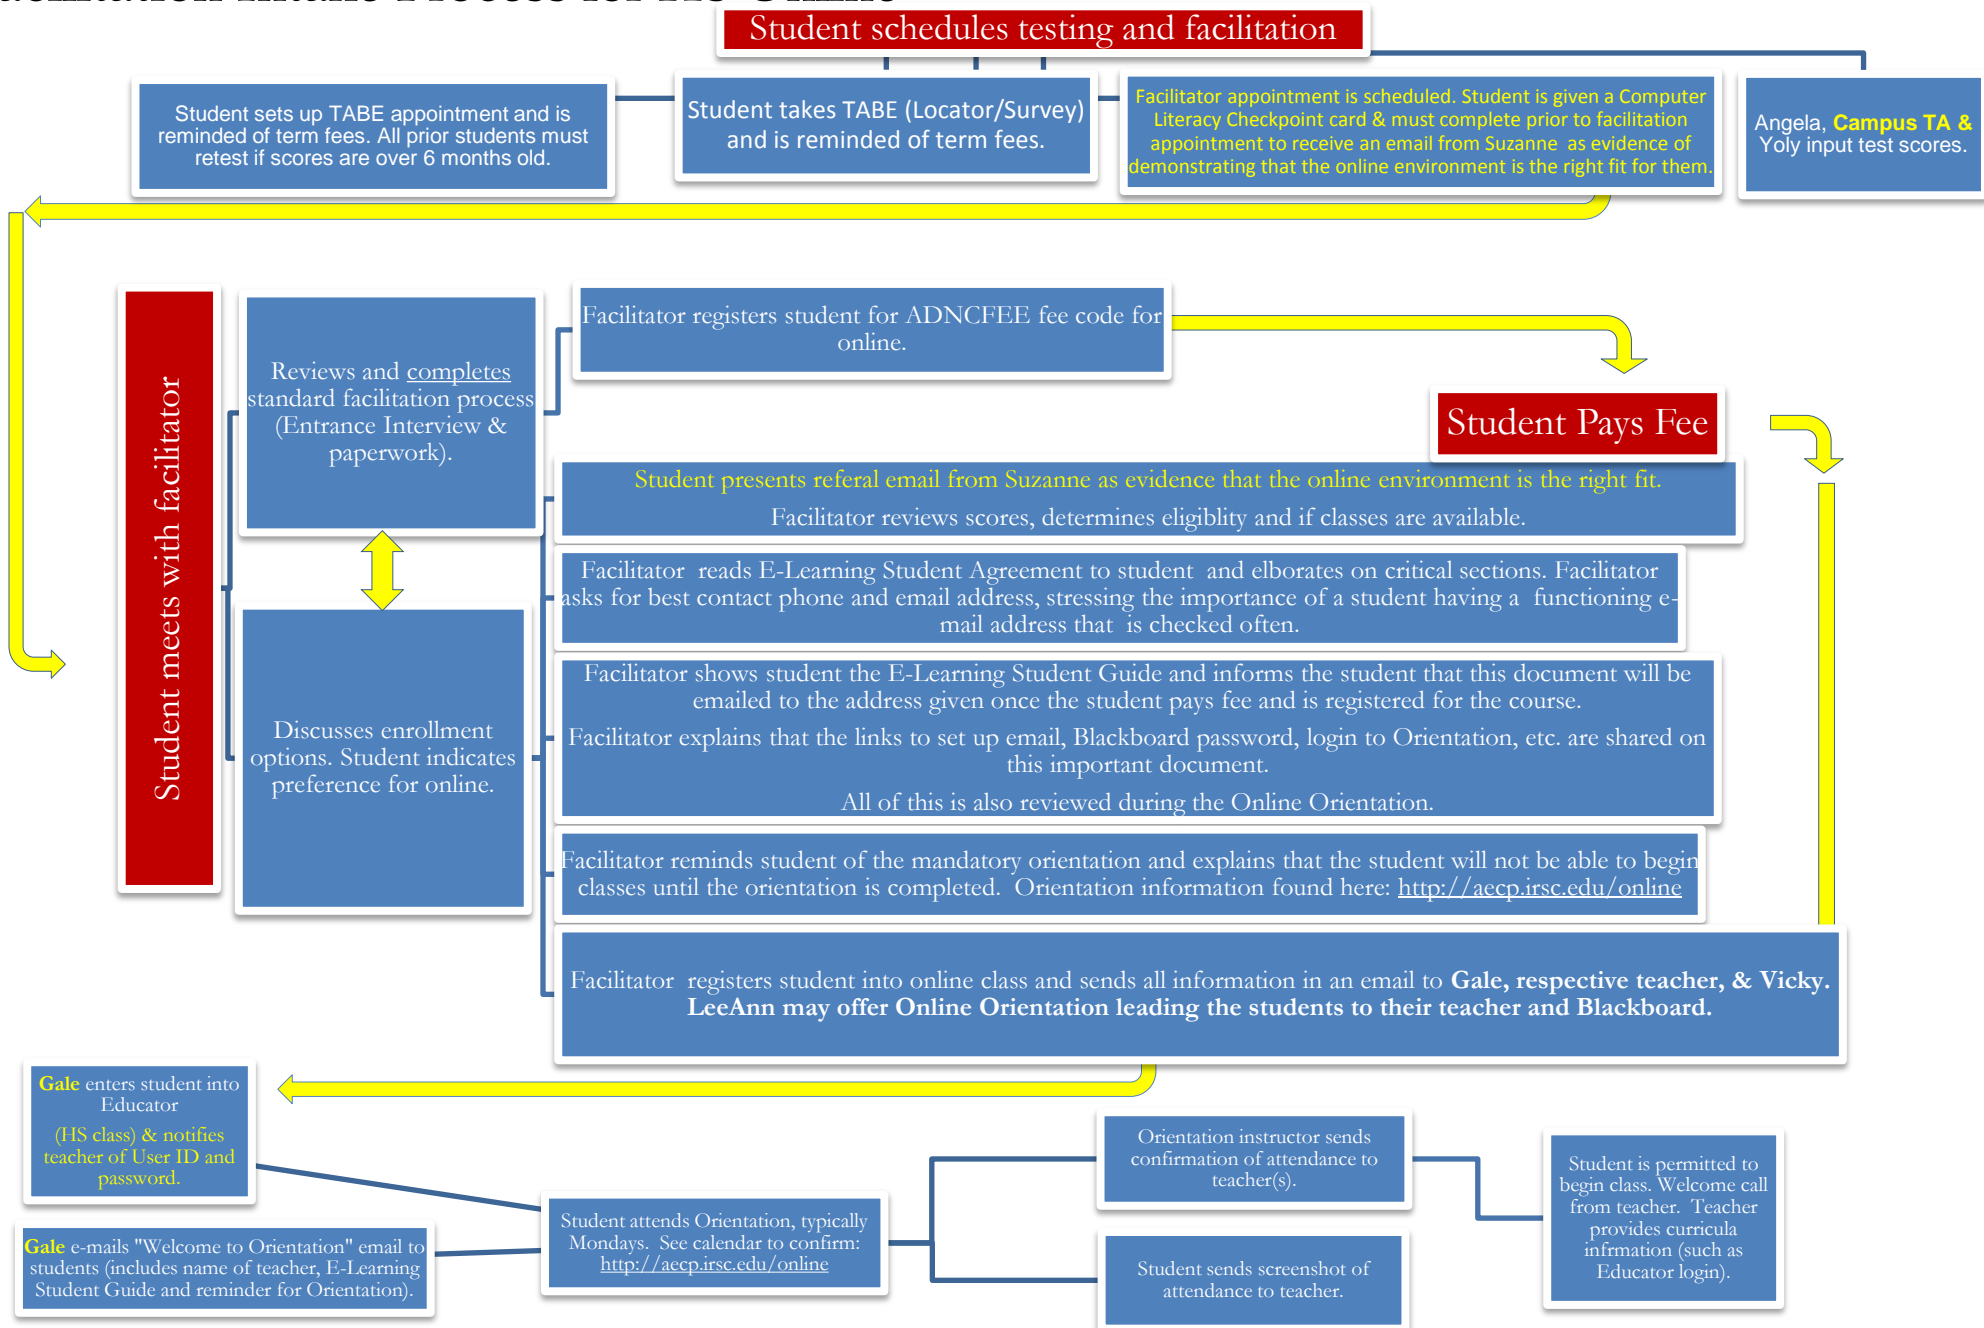 Facilitation Intake Process for HS Online
Student schedules testing and facilitation
Student sets up TABE appointment and is
reminded of term fees. All prior students must
retest if scores are over 6 months old.
Student takes TABE (Locator/Survey)
and is reminded of term fees.
Facilitator appointment is scheduled. Student is given a Computer
Literacy Checkpoint card & must complete prior to facilitation
appointment to receive an email from Suzanne as evidence of
demonstrating that the online environment is the right fit for them.
Angela, Campus TA &
Yoly input test scores.
Student meets with facilitator
Reviews and completes
standard facilitation process
(Entrance Interview &
paperwork).
Facilitator registers student for ADNCFEE fee code for
online.
Student Pays Fee
Discusses enrollment
options. Student indicates
preference for online.
Student presents referal email from Suzanne as evidence that the online environment is the right fit.
Facilitator reviews scores, determines eligiblity and if classes are available.
Facilitator reads E-Learning Student Agreement to student and elborates on critical sections. Facilitator
asks for best contact phone and email address, stressing the importance of a student having a functioning e-
mail address that is checked often.
Facilitator shows student the E-Learning Student Guide and informs the student that this document will be
emailed to the address given once the student pays fee and is registered for the course.
Facilitator explains that the links to set up email, Blackboard password, login to Orientation, etc. are shared on
this important document.
All of this is also reviewed during the Online Orientation.
Facilitator reminds student of the mandatory orientation and explains that the student will not be able to begin
classes until the orientation is completed. Orientation information found here: http://aecp.irsc.edu/online
Facilitator registers student into online class and sends all information in an email to Gale, respective teacher, & Vicky.
LeeAnn may offer Online Orientation leading the students to their teacher and Blackboard.
Gale enters student into
Educator
(HS class) & notifies
teacher of User ID and
password.
Gale e-mails "Welcome to Orientation" email to
students (includes name of teacher, E-Learning
Student Guide and reminder for Orientation).
Student attends Orientation, typically
Mondays. See calendar to confirm:
http://aecp.irsc.edu/online
Orientation instructor sends
confirmation of attendance to
teacher(s).
Student sends screenshot of
attendance to teacher.
Student is permitted to
begin class. Welcome call
from teacher. Teacher
provides curricula
infrmation (such as
Educator login).